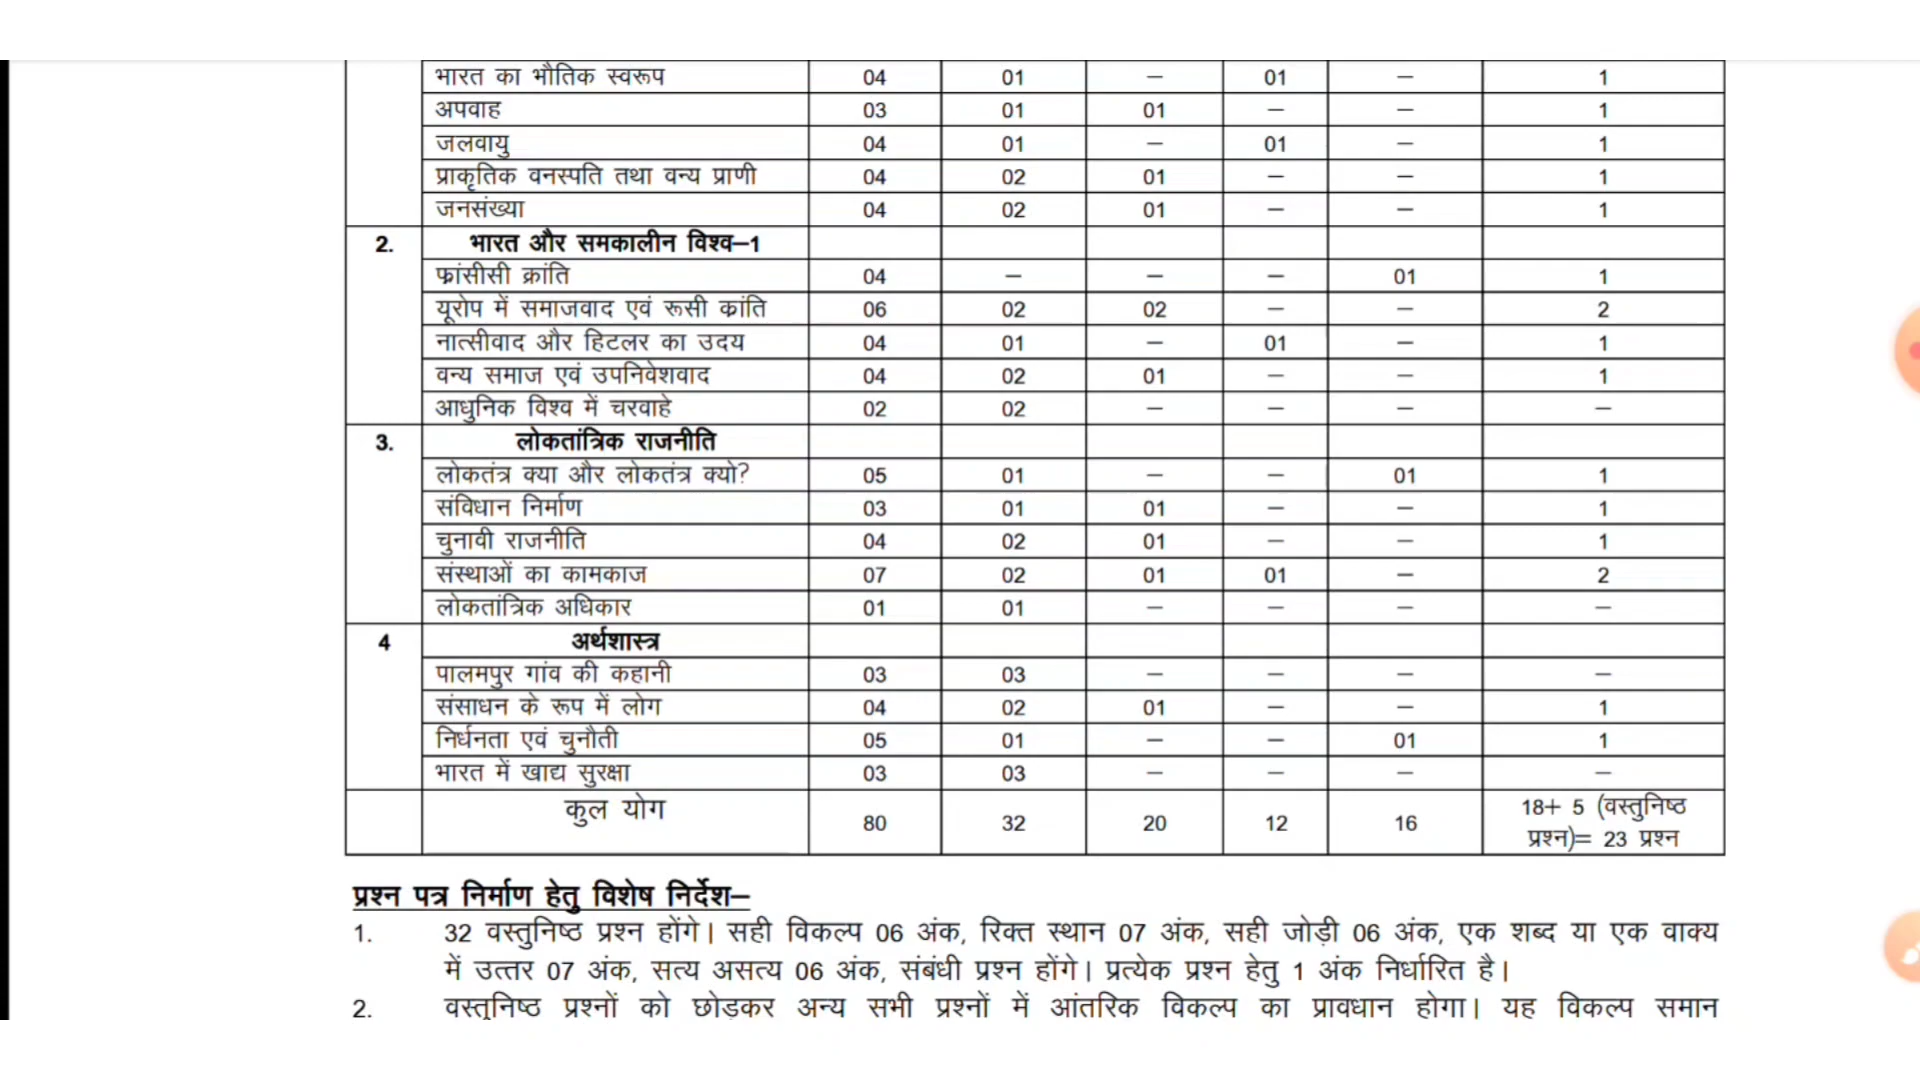 भारत का भौतिक स्वरूप 04 01 – 01 – 1
अपवाह 03 01 01 – – 1
जलवायु 04 01 – 01 – 1
प्राकृतिक वनस्पति तथा वन्य प्राणी 04 02 01 – – 1
जनसंख्या 04 02 01 – – 1
2. भारत और समकालीन विश्व–1
फ्रांसीसी क्रांति 04 – – – 01 1
यूरोप में समाजवाद एवं रूसी क्रांति 06 02 02 – – 2
नात्सीवाद और हिटलर का उदय 04 01 – 01 – 1
वन्य समाज एवं उपनिवेशवाद 04 02 01 – – 1
आधुनिक विश्व में चरवाहे 02 02 – – – –
3. लोकतांत्रिक राजनीति
लोकतंत्र क्या और लोकतंत्र क्यो? 05 01 – – 01 1
संविधान निर्माण 03 01 01 – – 1
चुनावी राजनीति 04 02 01 – – 1
संस्थाओं का कामकाज 07 02 01 01 – 2
लोकतांत्रिक अधिकार 01 01 – – – –
4 अर्थशास्त्र
पालमपुर गांव की कहानी 03 03 – – – –
संसाधन के रूप में लोग 04 02 01 – – 1
निर्धनता एवं चुनौती 05 01 – – 01 1
भारत में खाद्य सुरक्षा 03 03 – – – –
कुल योग 80 32 20 12 16 18+ 5 (वस्तुनिष्ठ
प्रश्न)= 23 प्रश्न
प्रश्न पत्र निर्माण हेतु विशेष निर्देश–
1. 32 वस्तुनिष्ठ प्रश्न होंगे। सही विकल्प 06 अंक, रिक्त स्थान 07 अंक, सही जोड़ी 06 अंक, एक शब्द या एक वाक्य
में उत्तर 07 अंक, सत्य असत्य 06 अंक, संबंधी प्रश्न होंगे। प्रत्येक प्रश्न हेतु 1 अंक निर्धारित है।
2. वस्तुनिष्ठ प्रश्नों को छोड़कर अन्य सभी प्रश्नों में आंतरिक विकल्प का प्रावधान होगा। यह विकल्प समान